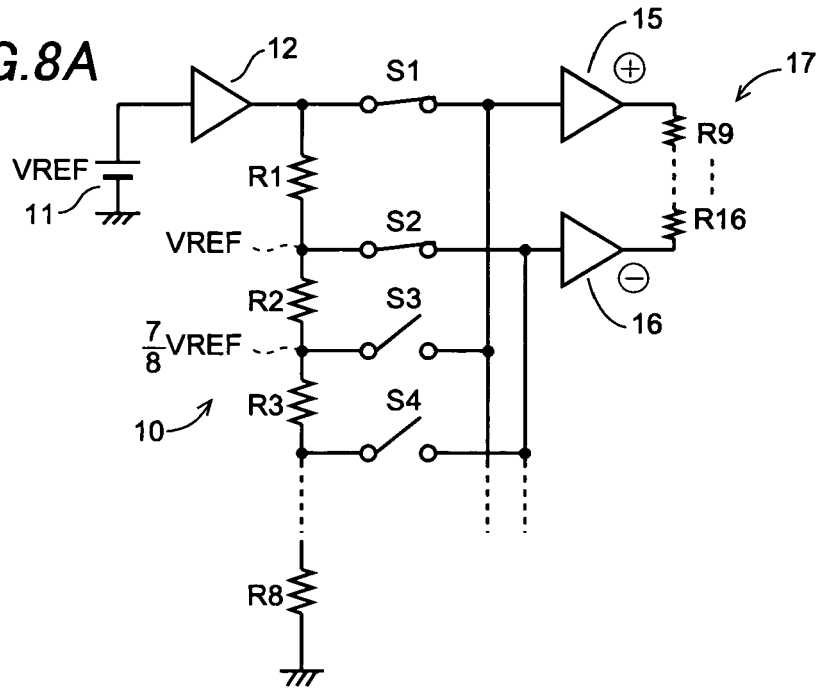 G.8A
12
15
S1
+
17
R9
VREF
11
R1
R16
VREF
S2
−
R2
S3
16
7/8 VREF
10
R3
S4
R8